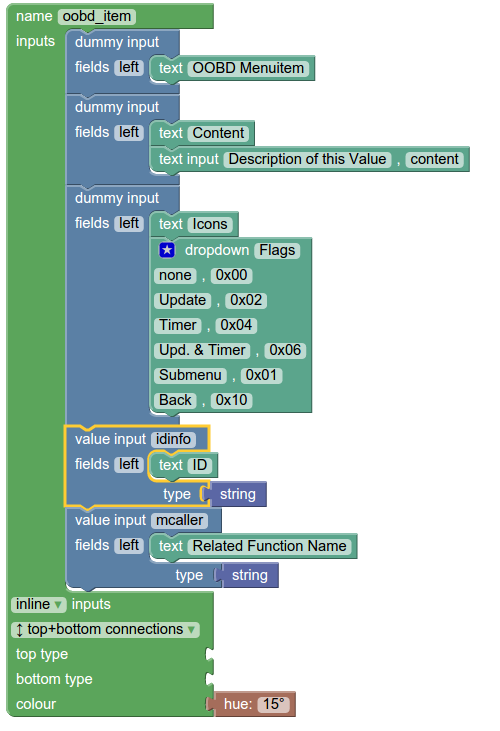 name oobd_item
inputs dummy input
fields left text OOBD Menuitem
dummy input
fields left text Content
text input Description of this Value , content
dummy input
fields left text Icons
dropdown Flags
none , 0x00
Update , 0x02
Timer , 0x04
Upd. & Timer , 0x06
Submenu , 0x01
Back , 0x10
value input idinfo
fields left text ID
type string
value input mcaller
fields left text Related Function Name
type string
inline ▾ inputs
↕ top+bottom connections ▾
top type
bottom type
colour hue: 15°